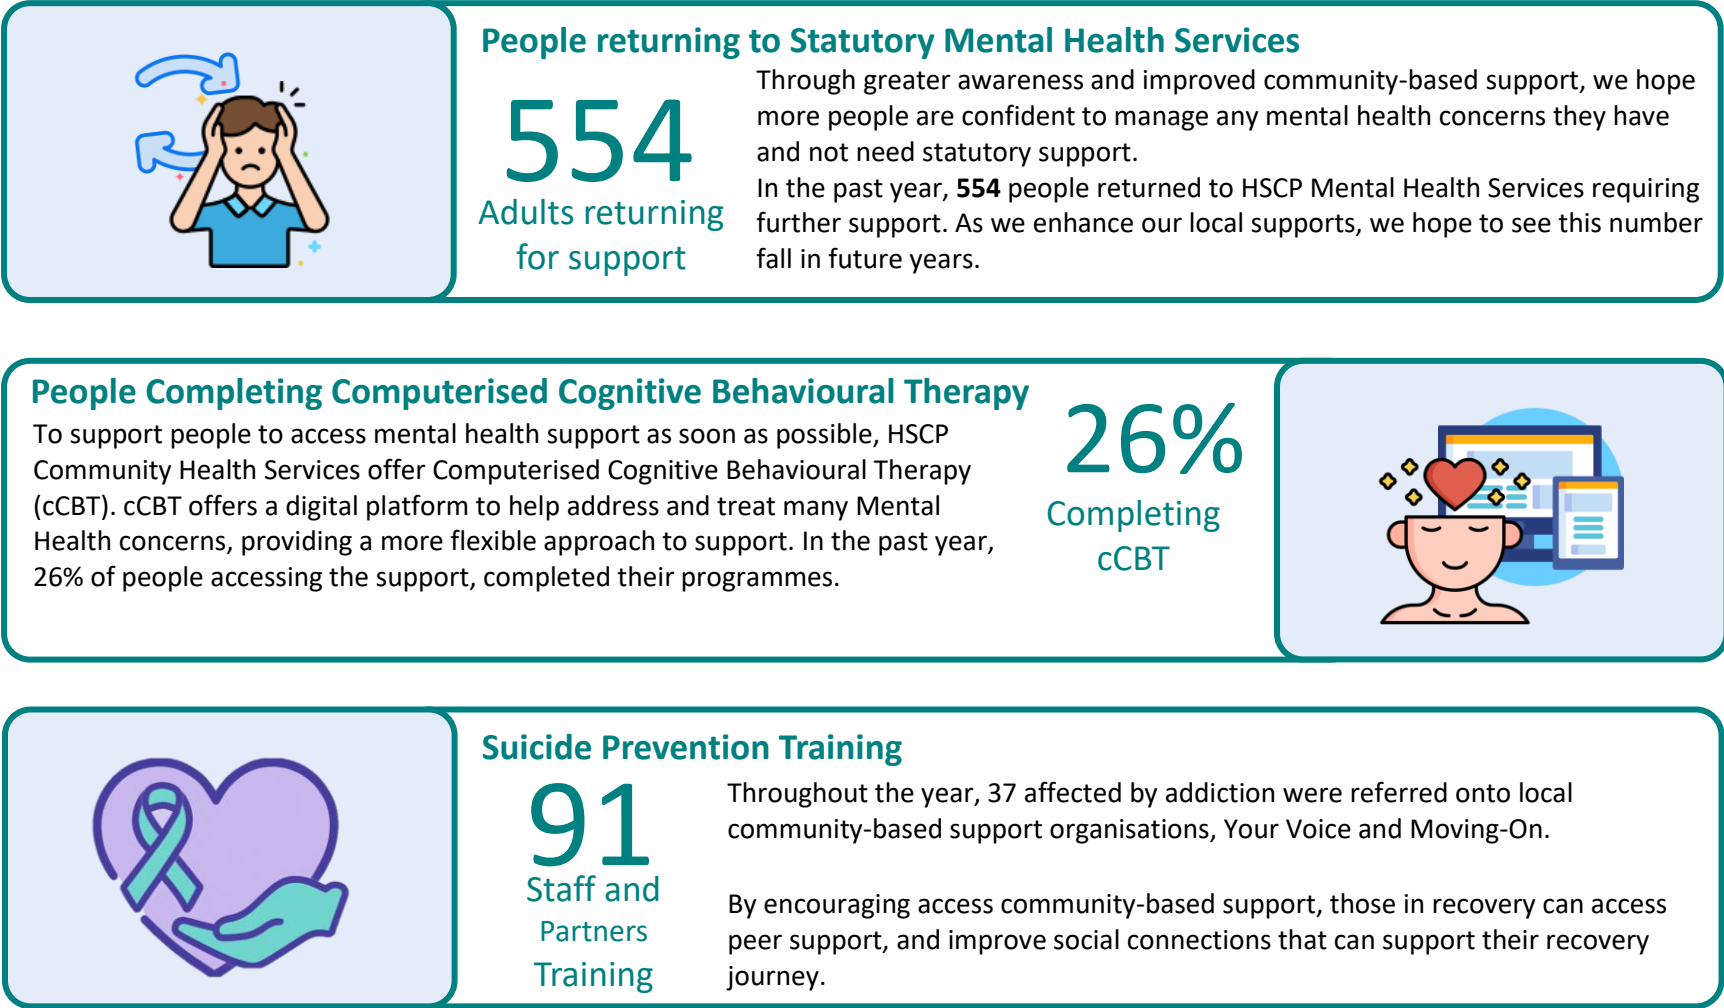 People returning to Statutory Mental Health Services
554
Adults returning
for support
Through greater awareness and improved community-based support, we hope
more people are confident to manage any mental health concerns they have
and not need statutory support.
In the past year, 554 people returned to HSCP Mental Health Services requiring
further support. As we enhance our local supports, we hope to see this number
fall in future years.
People Completing Computerised Cognitive Behavioural Therapy
To support people to access mental health support as soon as possible, HSCP
Community Health Services offer Computerised Cognitive Behavioural Therapy
(cCBT). cCBT offers a digital platform to help address and treat many Mental
Health concerns, providing a more flexible approach to support. In the past year,
26% of people accessing the support, completed their programmes.
26%
Completing
cCBT
Suicide Prevention Training
91
Staff and
Partners
Training
Throughout the year, 37 affected by addiction were referred onto local
community-based support organisations, Your Voice and Moving-On.
By encouraging access community-based support, those in recovery can access
peer support, and improve social connections that can support their recovery
journey.